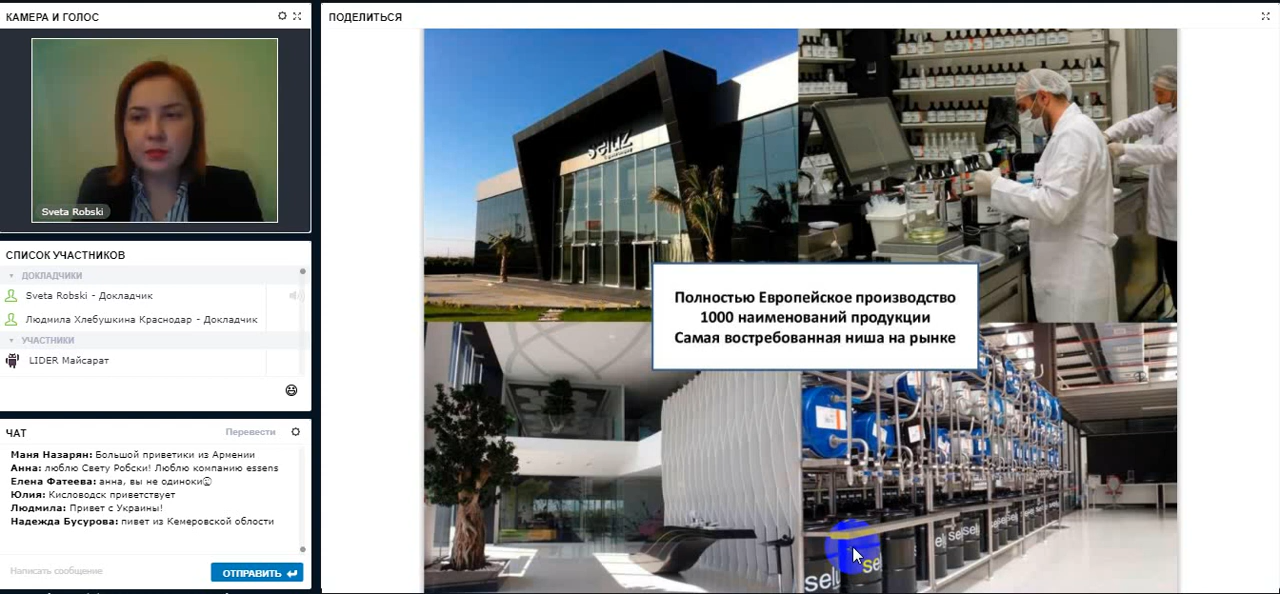 КАМЕРА И ГОЛОС
Sveta Robski
СПИСОК УЧАСТНИКОВ
ДОКЛАДЧИКИ
Sveta Robski - Докладчик
Людмила Хлебушкина Краснодар - Докладчик
УЧАСТНИКИ
LIDER Майсарат
ЧАТ
Перевести
Маня Назарян: Большой приветики из Армении
Анна: люблю Свету Робски! Люблю компанию essens
Елена Фатеева: анна, вы не одиноки
Юлия: Кисловодск приветствует
Людмила: Привет с Украины!
Надежда Бусурова: пивет из Кемеровской облости
Написать сообщение
ОТПРАВИТЬ
ПОДЕЛИТЬСЯ
seluz
Полностью Европейское производство
1000 наименований продукции
Самая востребованная ниша на рынке